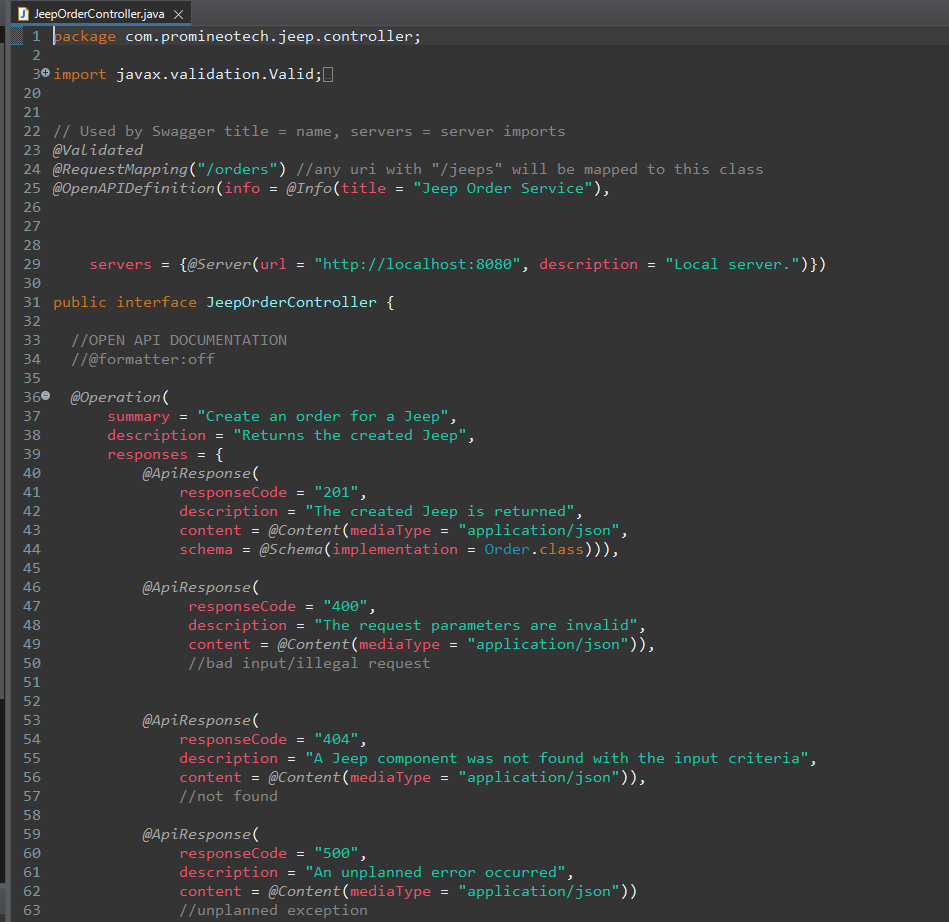 JeepOrderController.java
1 package com.promineotech.jeep.controller;
2
3 import javax.validation.Valid;
20
21
22 // Used by Swagger title = name, servers = server imports
23 @Validated
24 @RequestMapping("/orders") //any uri with "/jeeps" will be mapped to this class
25 @OpenAPIDefinition(info = @Info(title = "Jeep Order Service"),
26
27
28
29 servers = {@Server(url = "http://localhost:8080", description = "Local server.")})
30
31 public interface JeepOrderController {
32
33 //OPEN API DOCUMENTATION
34 //@formatter:off
35
36 @Operation(
37 summary = "Create an order for a Jeep",
38 description = "Returns the created Jeep",
39 responses = {
40 @ApiResponse(
41 responseCode = "201",
42 description = "The created Jeep is returned",
43 content = @Content(mediaType = "application/json",
44 schema = @Schema(implementation = Order.class))),
45
46 @ApiResponse(
47 responseCode = "400",
48 description = "The request parameters are invalid",
49 content = @Content(mediaType = "application/json")),
50 //bad input/illegal request
51
52
53 @ApiResponse(
54 responseCode = "404",
55 description = "A Jeep component was not found with the input criteria",
56 content = @Content(mediaType = "application/json")),
57 //not found
58
59 @ApiResponse(
60 responseCode = "500",
61 description = "An unplanned error occurred",
62 content = @Content(mediaType = "application/json"))
63 //unplanned exception